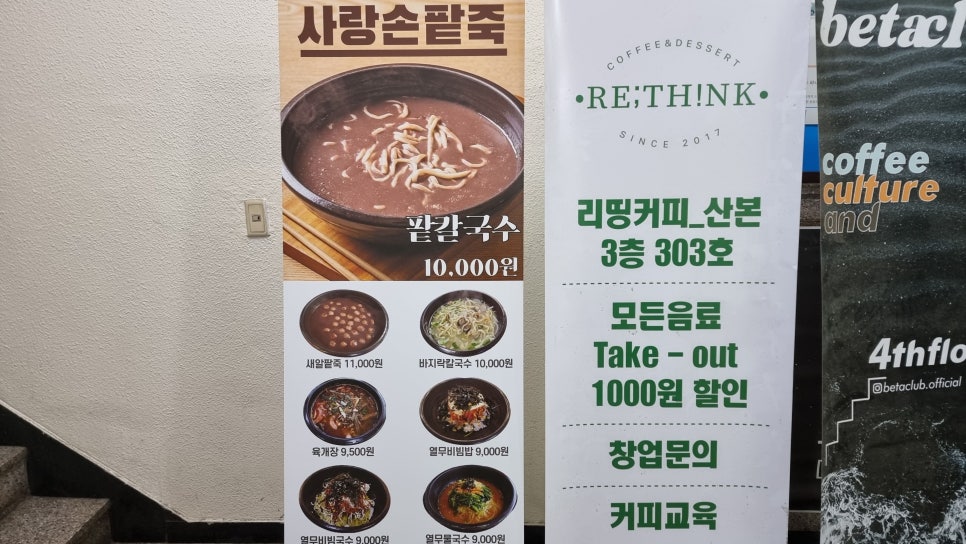 사랑손팥죽
팥칼국수
10,000원
새알팥죽 11,000원
바지락칼국수 10,000원
육개장 9,500원
열무비빔밥 9,000원
열무비빔국수 9,000원
열무물국수 9,000원
COFFEE&DESSERT
•RE;TH!NK•
SINCE 2017
리띵커피_산본
3층 303호
모든음료
Take - out
1000원 할인
창업문의
커피교육
betacl
coffee
culture
and
4thflo
betaclub.official